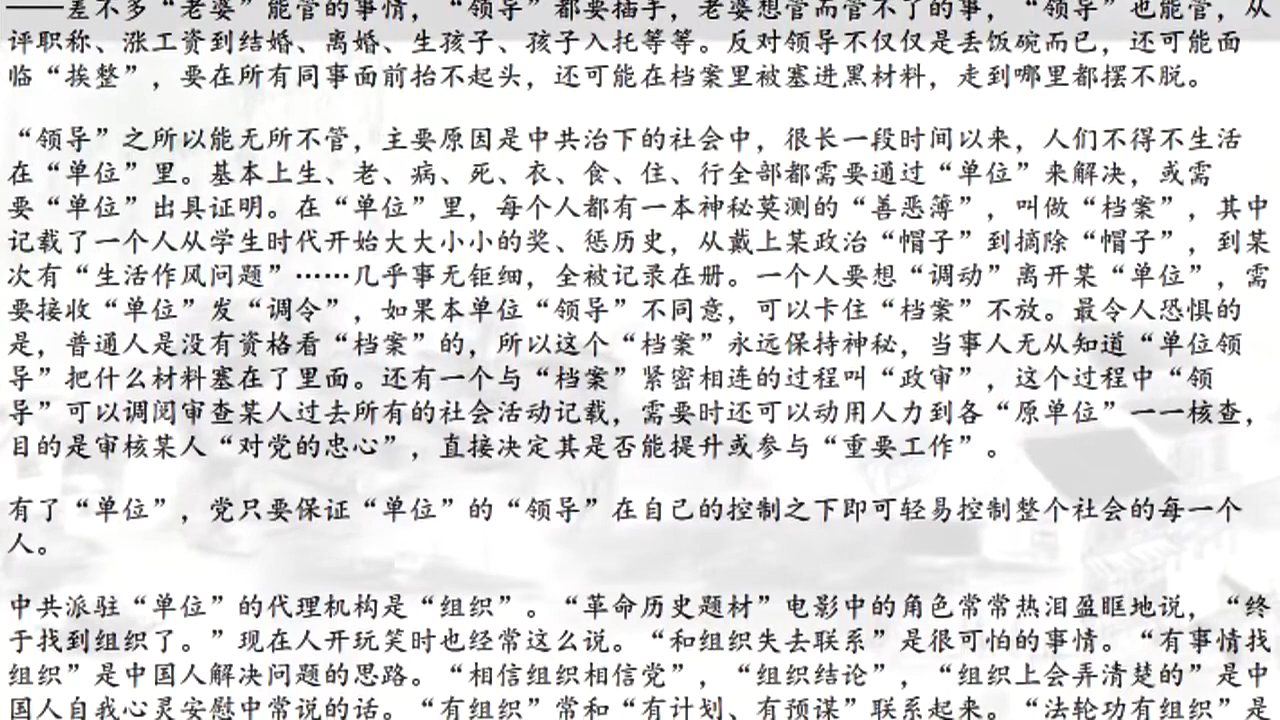 ——差不多“老婆”能管的事情，“领导”都要插手，老婆想管而管不了的事，“领导”也能管，从
评职称、涨工资到结婚、离婚、生孩子、孩子入托等等。反对领导不仅仅是丢饭碗而已，还可能面
临“挨整”，要在所有同事面前抬不起头，还可能在档案里被塞进黑材料，走到哪里都摆不脱。
“领导”之所以能无所不管，主要原因是中共治下的社会中，很长一段时间以来，人们不得不生活
在“单位”里。基本上生、老、病、死、衣、食、住、行全部都需要通过“单位”来解决，或需
要“单位”出具证明。在“单位”里，每个人都有一本神秘莫测的“善恶薄”，叫做“档案”，其中
记载了一个人从学生时代开始大大小小的奖、惩历史，从戴上某政治“帽子”到摘除“帽子”，到某
次有“生活作风问题”……几乎事无钜细，全被记录在册。一个人要想“调动”离开某“单位”，需
要接收“单位”发“调令”，如果本单位“领导”不同意，可以卡住“档案”不放。最令人恐惧的
是，普通人是没有资格看“档案”的，所以这个“档案”永远保持神秘，当事人无从知道“单位领
导”把什么材料塞在了里面。还有一个与“档案”紧密相连的过程叫“政审”，这个过程中“领
导”可以调阅审查某人过去所有的社会活动记载，需要时还可以动用人力到各“原单位”一一核查，
目的是审核某人“对党的忠心”，直接决定其是否能提升或参与“重要工作”。
有了“单位”，党只要保证“单位”的“领导”在自己的控制之下即可轻易控制整个社会的每一个
人。
中共派驻“单位”的代理机构是“组织”。“革命历史题材”电影中的角色常常热泪盈眶地说，“终
于找到组织了。”现在人开玩笑时也经常这么说。“和组织失去联系”是很可怕的事情。“有事情找
组织”是中国人解决问题的思路。“相信组织相信党”，“组织结论”，“组织上会弄清楚的”是中
国人自我心灵安慰中常说的话。“有组织”常和“有计划、有预谋”联系起来。“法轮功有组织”是